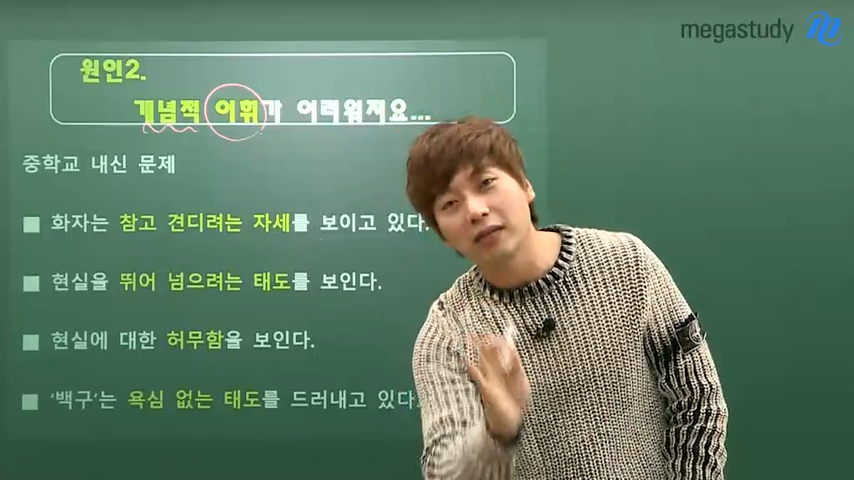 megastudy
원인2.
개념적 어휘가 어려워져요...
중학교 내신 문제
화자는 참고 견디려는 자세를 보이고 있다.
현실을 뛰어 넘으려는 태도를 보인다.
현실에 대한 허무함을 보인다.
‘백구’는 욕심 없는 태도를 드러내고 있다.